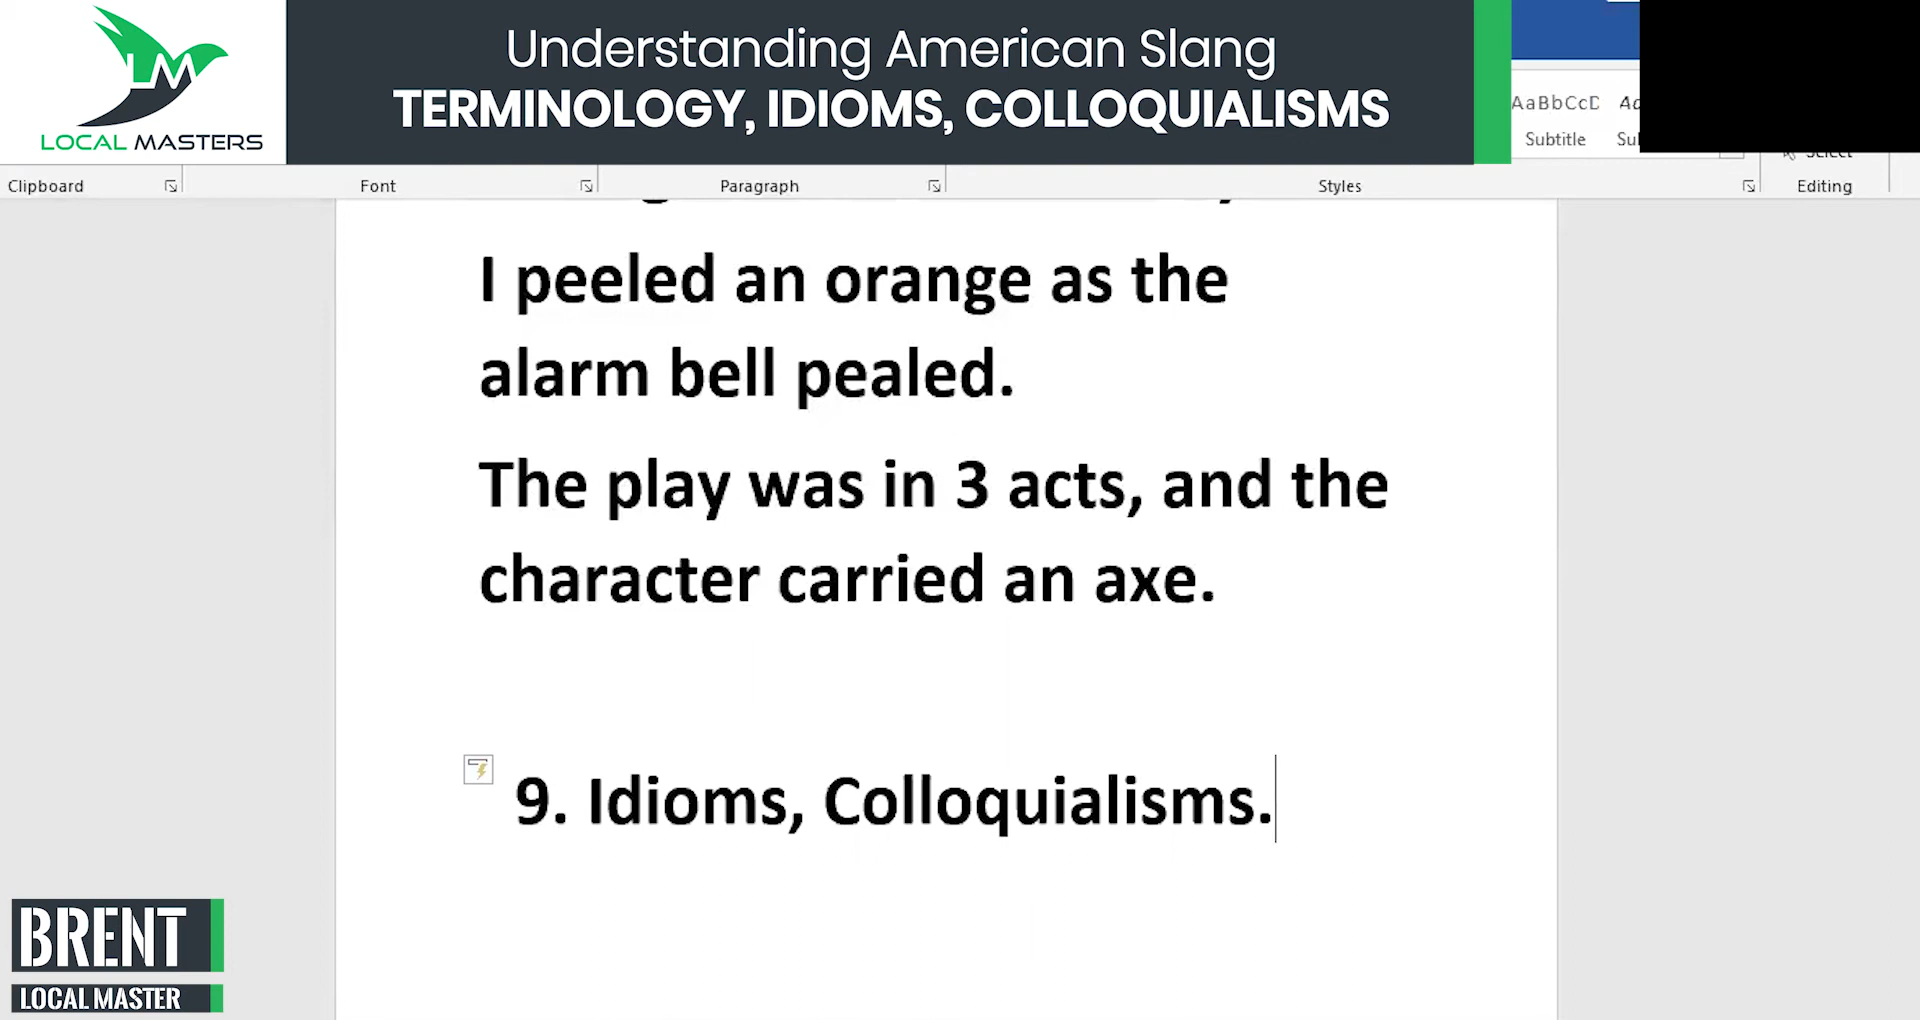 LM
LOCAL MASTERS
Understanding American Slang
TERMINOLOGY, IDIOMS, COLLOQUIALISMS
AaBbCcD
Subtitle
Select
Clipboard
Font
Paragraph
Styles
Editing
I peeled an orange as the
alarm bell pealed.
The play was in 3 acts, and the
character carried an axe.
9. Idioms, Colloquialisms.
BRENT
LOCAL MASTER